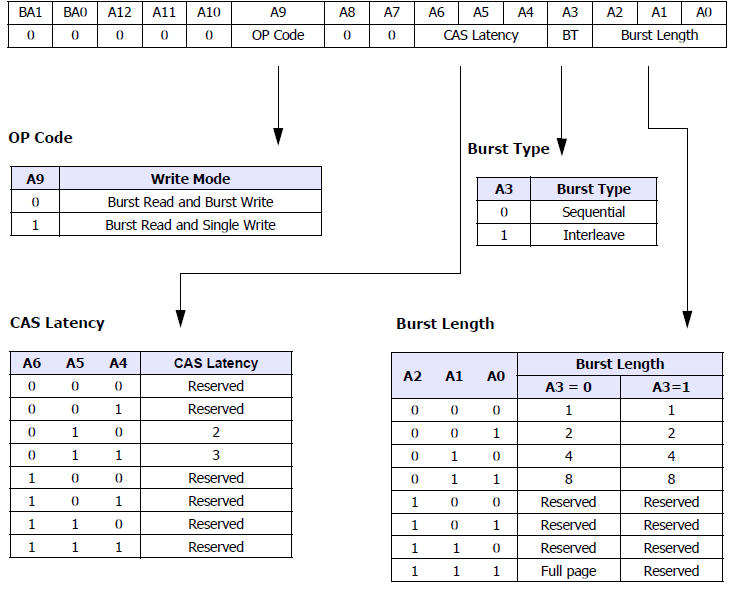 BA1 BA0 A12 A11 A10 A9 A8 A7 A6 A5 A4 A3 A2 A1 A0
0 0 0 0 0 OP Code 0 0 CAS Latency BT Burst Length
OP Code
A9 Write Mode
0 Burst Read and Burst Write
1 Burst Read and Single Write
Burst Type
A3 Burst Type
0 Sequential
1 Interleave
CAS Latency
A6 A5 A4 CAS Latency
0 0 0 Reserved
0 0 1 Reserved
0 1 0 2
0 1 1 3
1 0 0 Reserved
1 0 1 Reserved
1 1 0 Reserved
1 1 1 Reserved
Burst Length
A2 A1 A0 Burst Length
A3 = 0 A3=1
0 0 0 1 1
0 0 1 2 2
0 1 0 4 4
0 1 1 8 8
1 0 0 Reserved Reserved
1 0 1 Reserved Reserved
1 1 0 Reserved Reserved
1 1 1 Full page Reserved